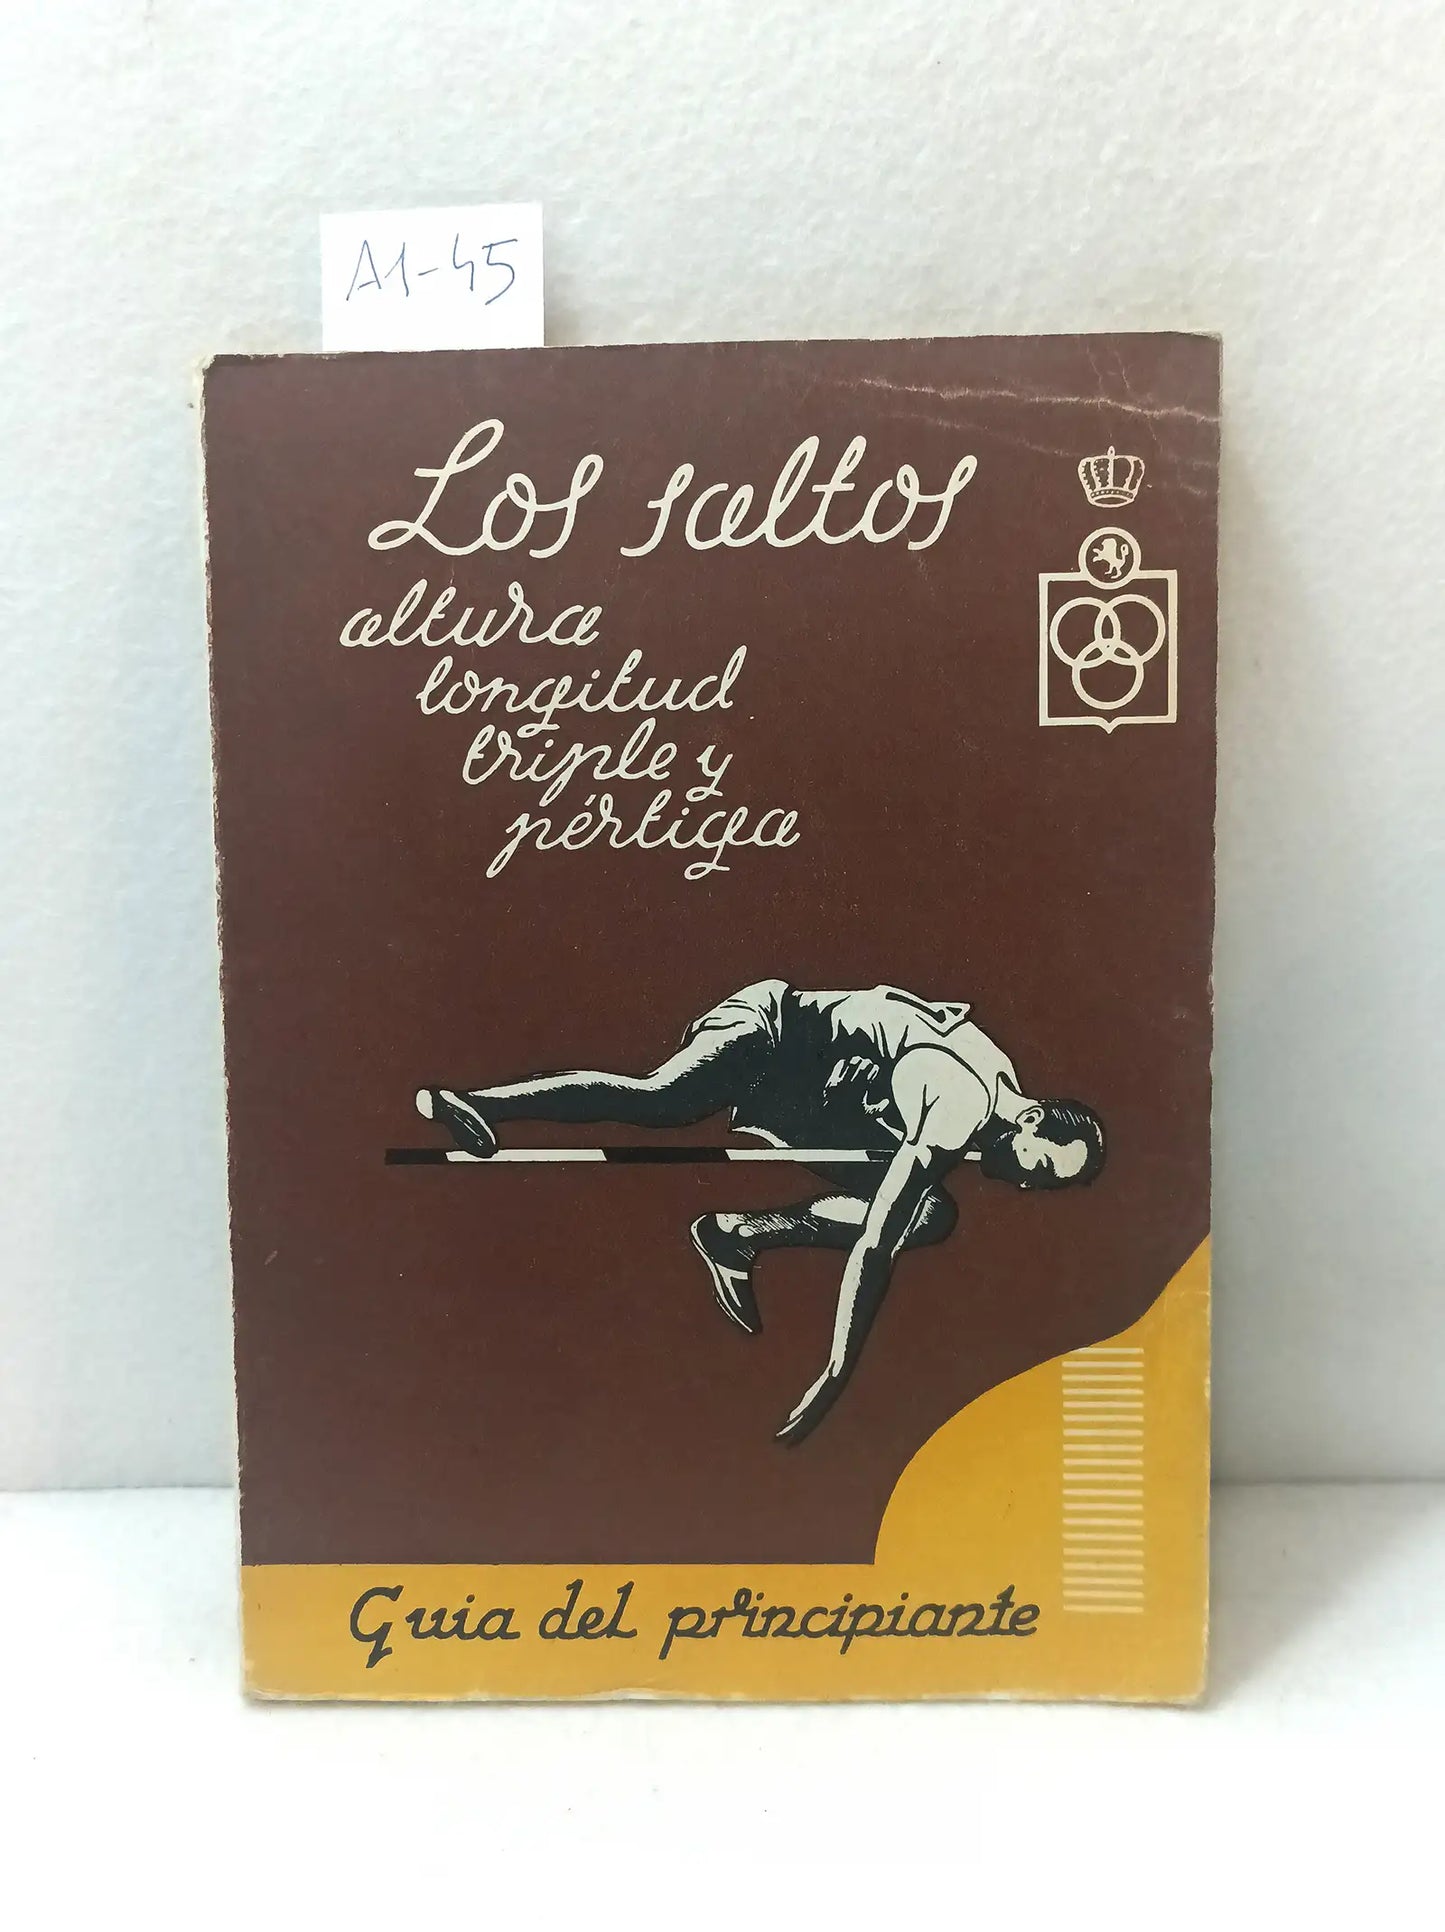 A1-45
Los saltos
altura
longitud
triple y
pértiga
Guia del principiante